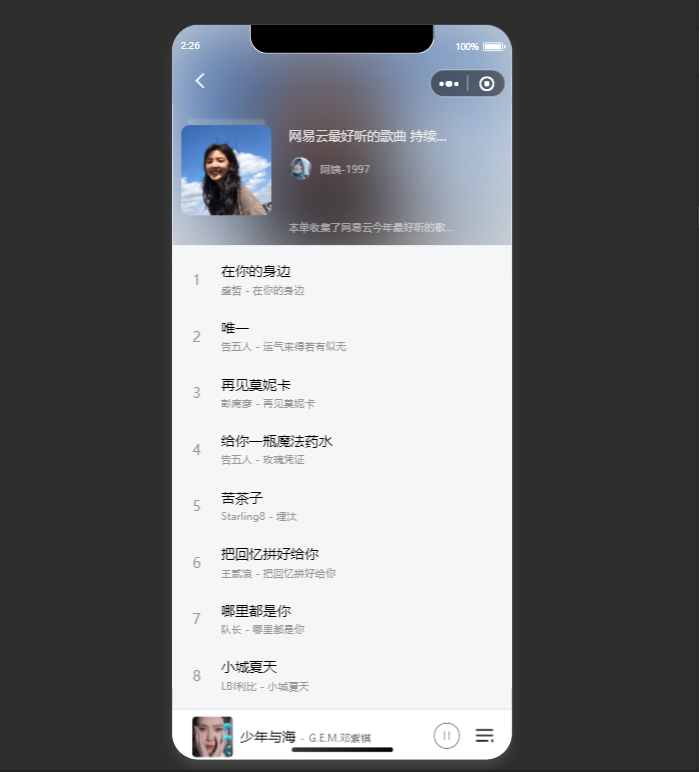 2:26
100%
网易云最好听的歌曲 持续...
阿姨-1997
本单收集了网易云今年最好听的歌...
1
在你的身边
盛哲 - 在你的身边
2
唯一
告五人 - 运气来得若有似无
3
再见莫妮卡
彭席彦 - 再见莫妮卡
4
给你一瓶魔法药水
告五人 - 玫瑰凭证
5
苦茶子
Starling8 - 埋汰
6
把回忆拼好给你
王贰浪 - 把回忆拼好给你
7
哪里都是你
队长 - 哪里都是你
8
小城夏天
LBI利比 - 小城夏天
少年与海 - G.E.M.邓紫棋